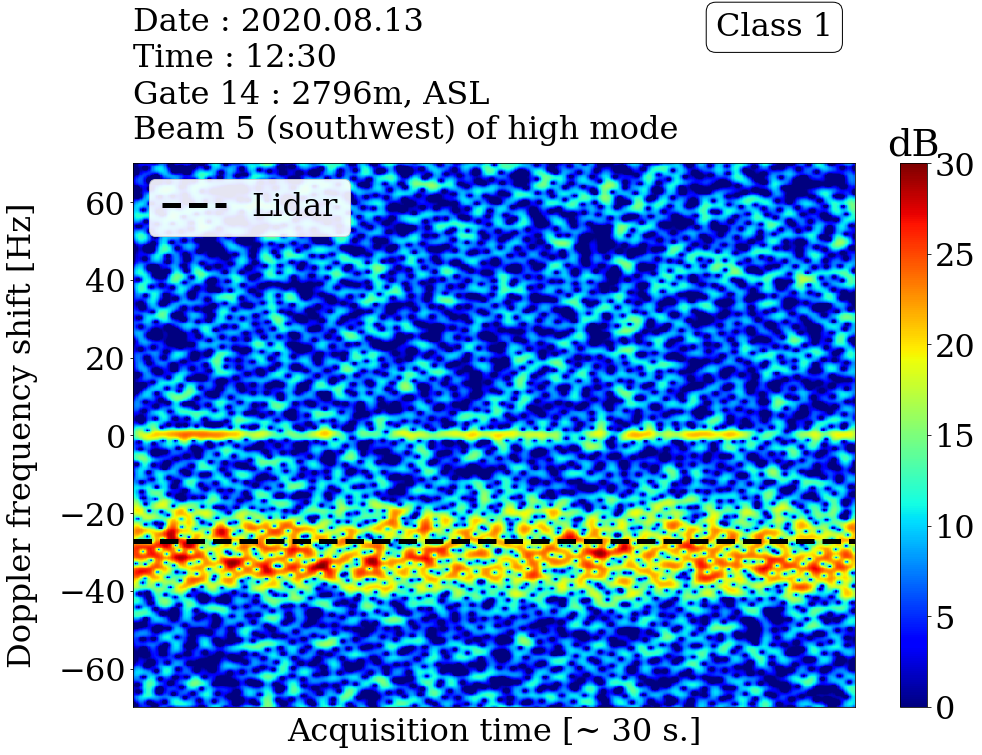 Date : 2020.08.13
Class 1
Time : 12:30
Gate 14 : 2796m, ASL
Beam 5 (southwest) of high mode
dB
Lidar
60
40
20
0
−20
−40
−60
Doppler frequency shift [Hz]
30
25
20
15
10
5
0
Acquisition time [~ 30 s.]